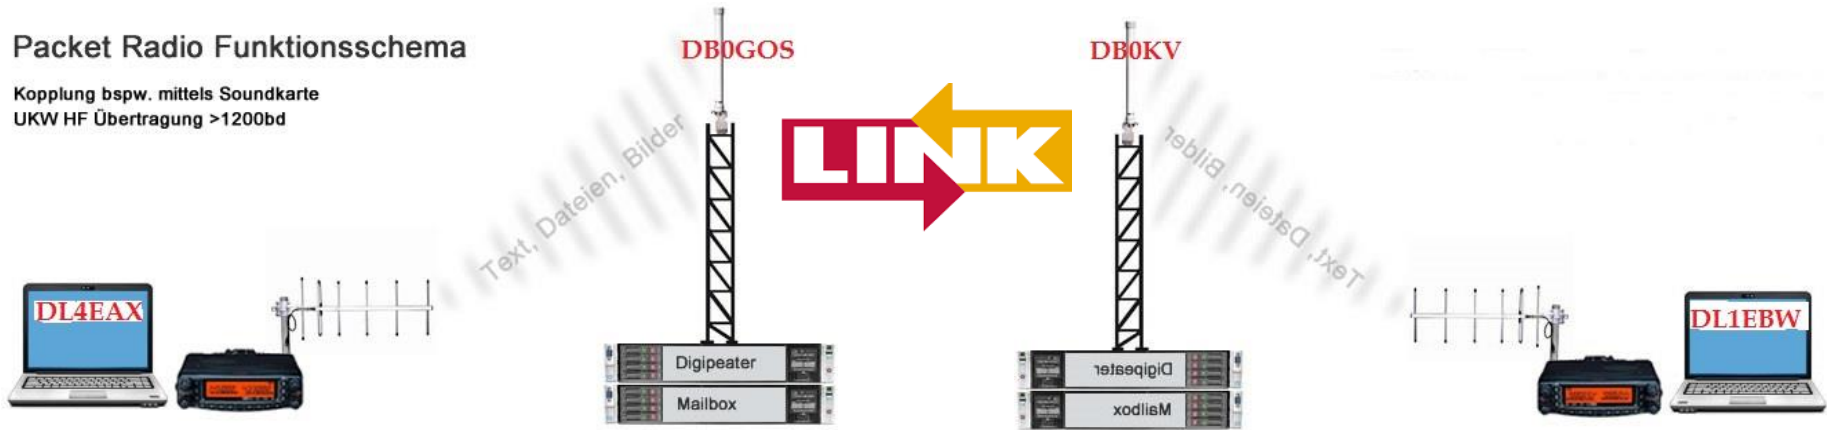 Packet Radio Funktionsschema
Kopplung bspw. mittels Soundkarte
UKW HF Übertragung >1200bd
DB0GOS
DB0KV
LINK
Text, Dateien, Bilder
Text, Dateien, Bilder
DL4EAX
DL1EBW
Digipeater
Mailbox
Digipeater
Mailbox